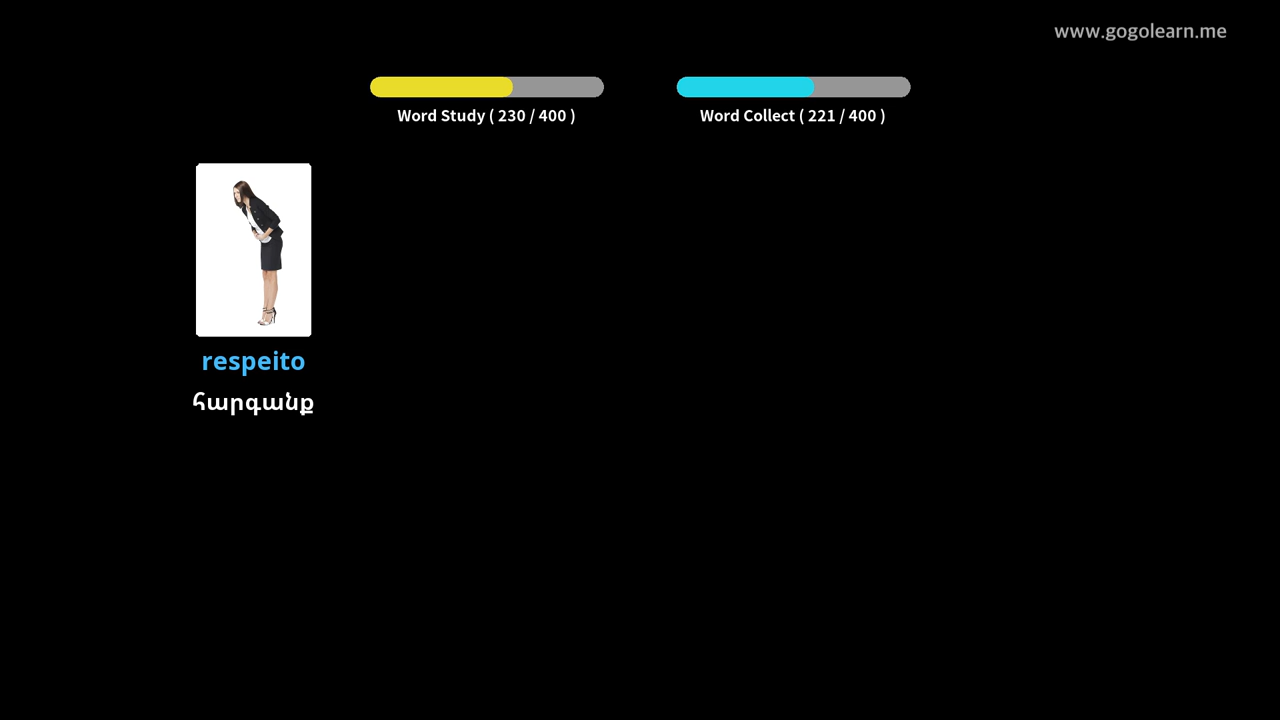 www.gogolearn.me
Word Study ( 230 / 400 )
Word Collect ( 221 / 400 )
respeito
հարգանք